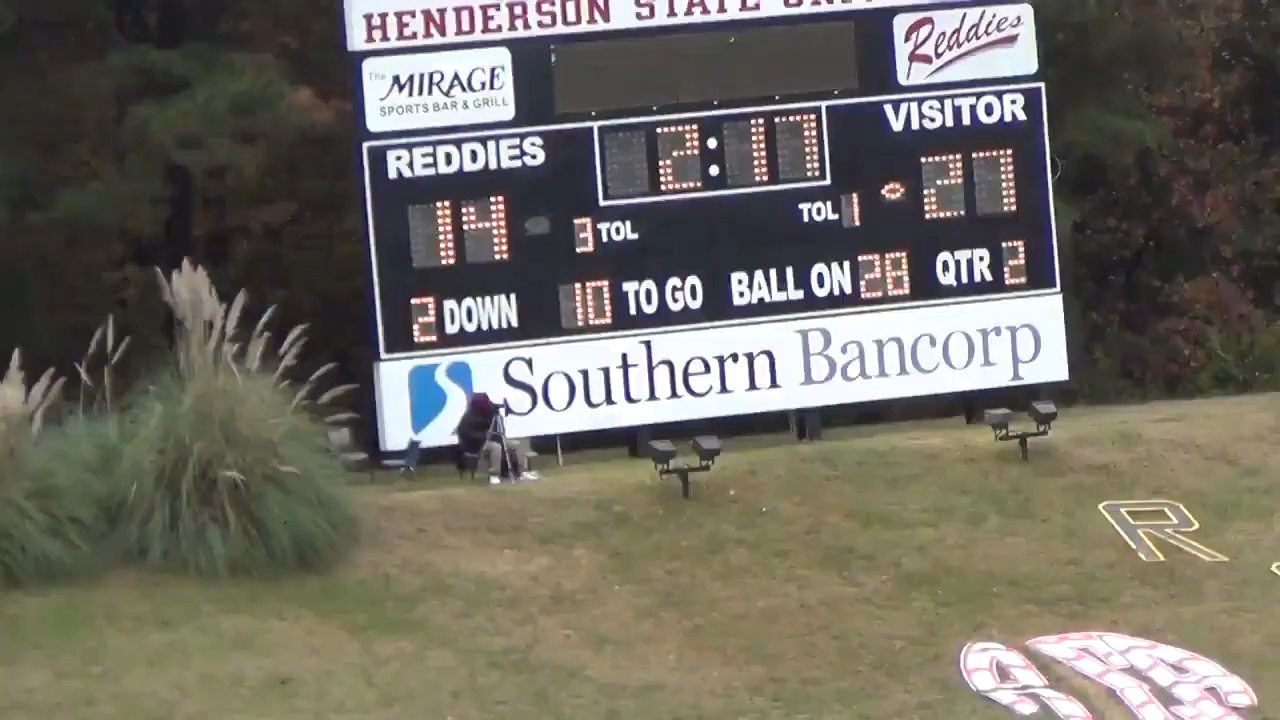 HENDERSON STATE
The MIRAGE
SPORTS BAR & GRILL
Reddies
REDDIES
2:17
VISITOR
14
3 TOL
TOL 1
27
2 DOWN
10 TO GO
BALL ON 28
QTR 2
Southern Bancorp
R